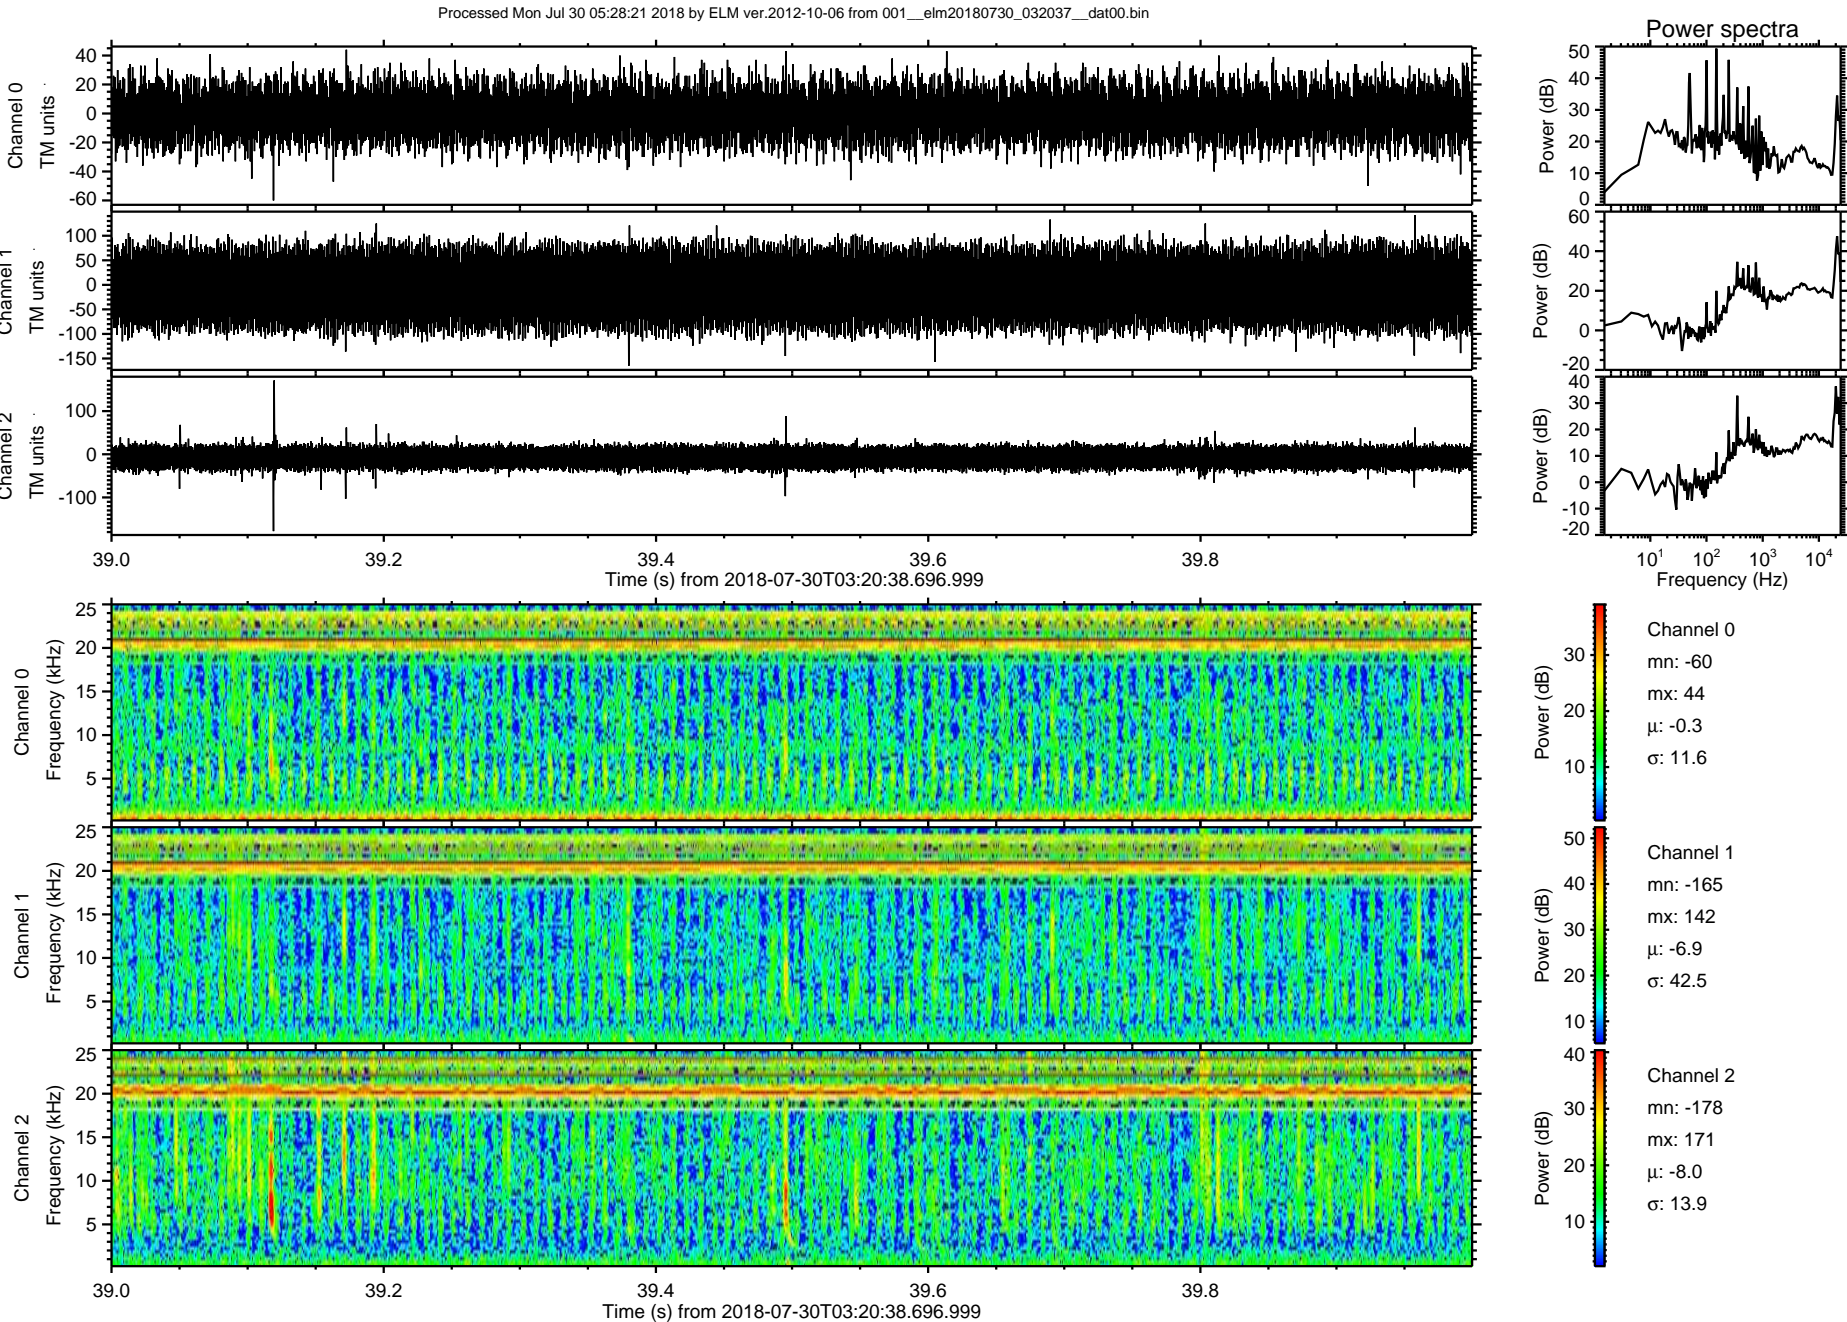 Processed Mon Jul 30 05:28:21 2018 by ELM ver.2012-10-06 from 001__elm20180730_032037__dat00.bin
Power spectra
Channel 0
TM units
40
20
0
-20
-40
-60
Power (dB)
50
40
30
20
10
0
Channel 1
TM units
100
50
0
-50
-100
-150
Power (dB)
60
40
20
0
-20
Channel 2
TM units
100
0
-100
Power (dB)
40
30
20
10
0
-10
-20
39.0 39.2 39.4 39.6 39.8
Time (s) from 2018-07-30T03:20:38.696.999
10^1 10^2 10^3 10^4
Frequency (Hz)
Channel 0
Frequency (kHz)
25
20
15
10
5
Power (dB)
30
20
10
Channel 0
mn: -60
mx: 44
μ: -0.3
σ: 11.6
Channel 1
Frequency (kHz)
25
20
15
10
5
Power (dB)
50
40
30
20
10
Channel 1
mn: -165
mx: 142
μ: -6.9
σ: 42.5
Channel 2
Frequency (kHz)
25
20
15
10
5
Power (dB)
40
30
20
10
Channel 2
mn: -178
mx: 171
μ: -8.0
σ: 13.9
39.0 39.2 39.4 39.6 39.8
Time (s) from 2018-07-30T03:20:38.696.999